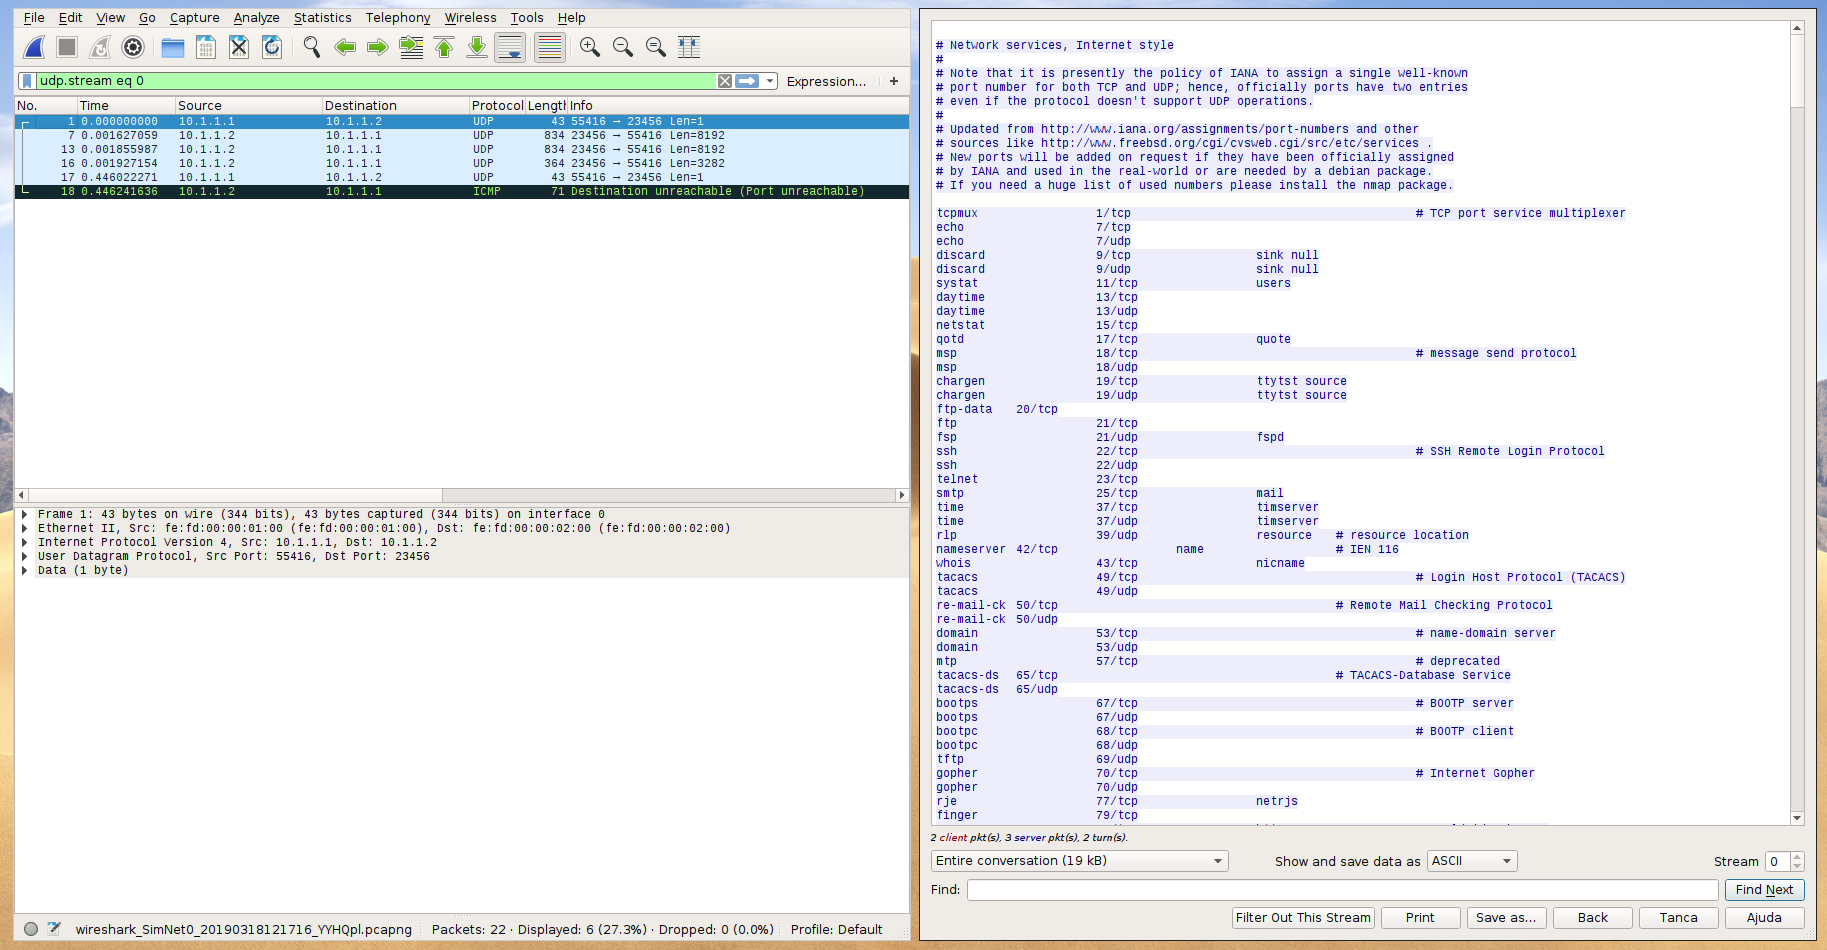 File Edit View Go Capture Analyze Statistics Telephony Wireless Tools Help
udp.stream eq 0 Expression... +
No. Time Source Destination Protocol Length Info
1 0.000000000 10.1.1.1 10.1.1.2 UDP 43 55416 → 23456 Len=1
7 0.001627059 10.1.1.2 10.1.1.1 UDP 834 23456 → 55416 Len=8192
13 0.001855987 10.1.1.2 10.1.1.1 UDP 834 23456 → 55416 Len=8192
16 0.001927154 10.1.1.2 10.1.1.1 UDP 364 23456 → 55416 Len=3282
17 0.446022271 10.1.1.1 10.1.1.2 UDP 43 55416 → 23456 Len=1
18 0.446241636 10.1.1.2 10.1.1.1 ICMP 71 Destination unreachable (Port unreachable)
Frame 1: 43 bytes on wire (344 bits), 43 bytes captured (344 bits) on interface 0
Ethernet II, Src: fe:fd:00:00:01:00 (fe:fd:00:00:01:00), Dst: fe:fd:00:00:02:00 (fe:fd:00:00:02:00)
Internet Protocol Version 4, Src: 10.1.1.1, Dst: 10.1.1.2
User Datagram Protocol, Src Port: 55416, Dst Port: 23456
Data (1 byte)
wireshark_SimNet0_20190318121716_YYHQpl.pcapng Packets: 22 · Displayed: 6 (27.3%) · Dropped: 0 (0.0%) Profile: Default
# Network services, Internet style
#
# Note that it is presently the policy of IANA to assign a single well-known
# port number for both TCP and UDP; hence, officially ports have two entries
# even if the protocol doesn't support UDP operations.
#
# Updated from http://www.iana.org/assignments/port-numbers and other
# sources like http://www.freebsd.org/cgi/cvsweb.cgi/src/etc/services .
# New ports will be added on request if they have been officially assigned
# by IANA and used in the real-world or are needed by a debian package.
# If you need a huge list of used numbers please install the nmap package.
tcpmux 1/tcp # TCP port service multiplexer
echo 7/tcp
echo 7/udp
discard 9/tcp sink null
discard 9/udp sink null
systat 11/tcp users
daytime 13/tcp
daytime 13/udp
netstat 15/tcp
qotd 17/tcp quote
msp 18/tcp # message send protocol
msp 18/udp
chargen 19/tcp ttytst source
chargen 19/udp ttytst source
ftp-data 20/tcp
ftp 21/tcp
fsp 21/udp fspd
ssh 22/tcp # SSH Remote Login Protocol
ssh 22/udp
telnet 23/tcp
smtp 25/tcp mail
time 37/tcp timserver
time 37/udp timserver
rlp 39/udp resource # resource location
nameserver 42/tcp name # IEN 116
whois 43/tcp nicname
tacacs 49/tcp # Login Host Protocol (TACACS)
tacacs 49/udp
re-mail-ck 50/tcp # Remote Mail Checking Protocol
re-mail-ck 50/udp
domain 53/tcp # name-domain server
domain 53/udp
mtp 57/tcp # deprecated
tacacs-ds 65/tcp # TACACS-Database Service
tacacs-ds 65/udp
bootps 67/tcp # BOOTP server
bootps 67/udp
bootpc 68/tcp # BOOTP client
bootpc 68/udp
tftp 69/udp
gopher 70/tcp # Internet Gopher
gopher 70/udp
rje 77/tcp netrjs
finger 79/tcp
2 client pkt(s), 3 server pkt(s), 2 turn(s).
Entire conversation (19 kB) Show and save data as ASCII Stream 0
Find: Find Next
Filter Out This Stream Print Save as... Back Tanca Ajuda